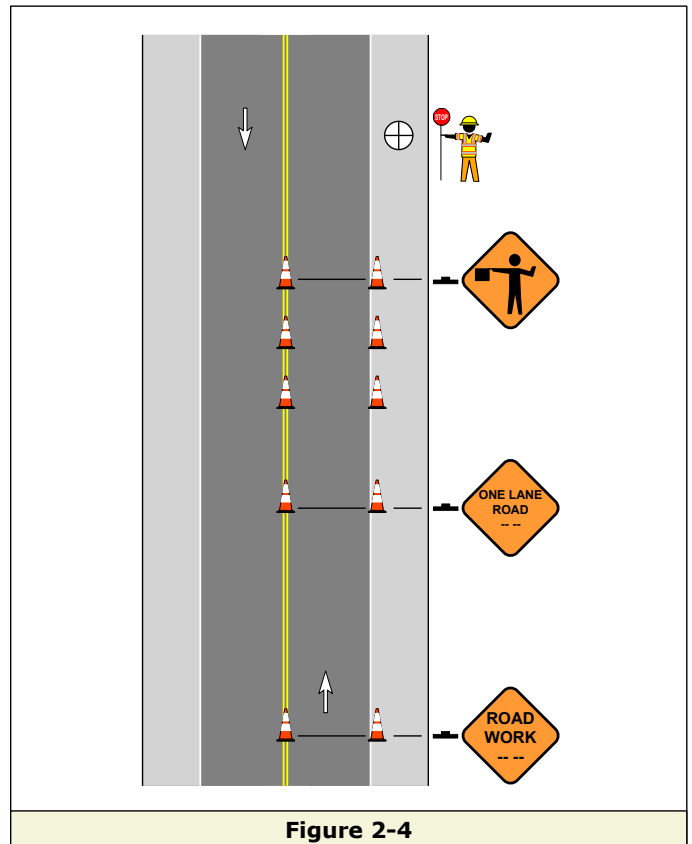 STOP
ONE LANE
ROAD
-- --
ROAD
WORK
-- --
Figure 2-4